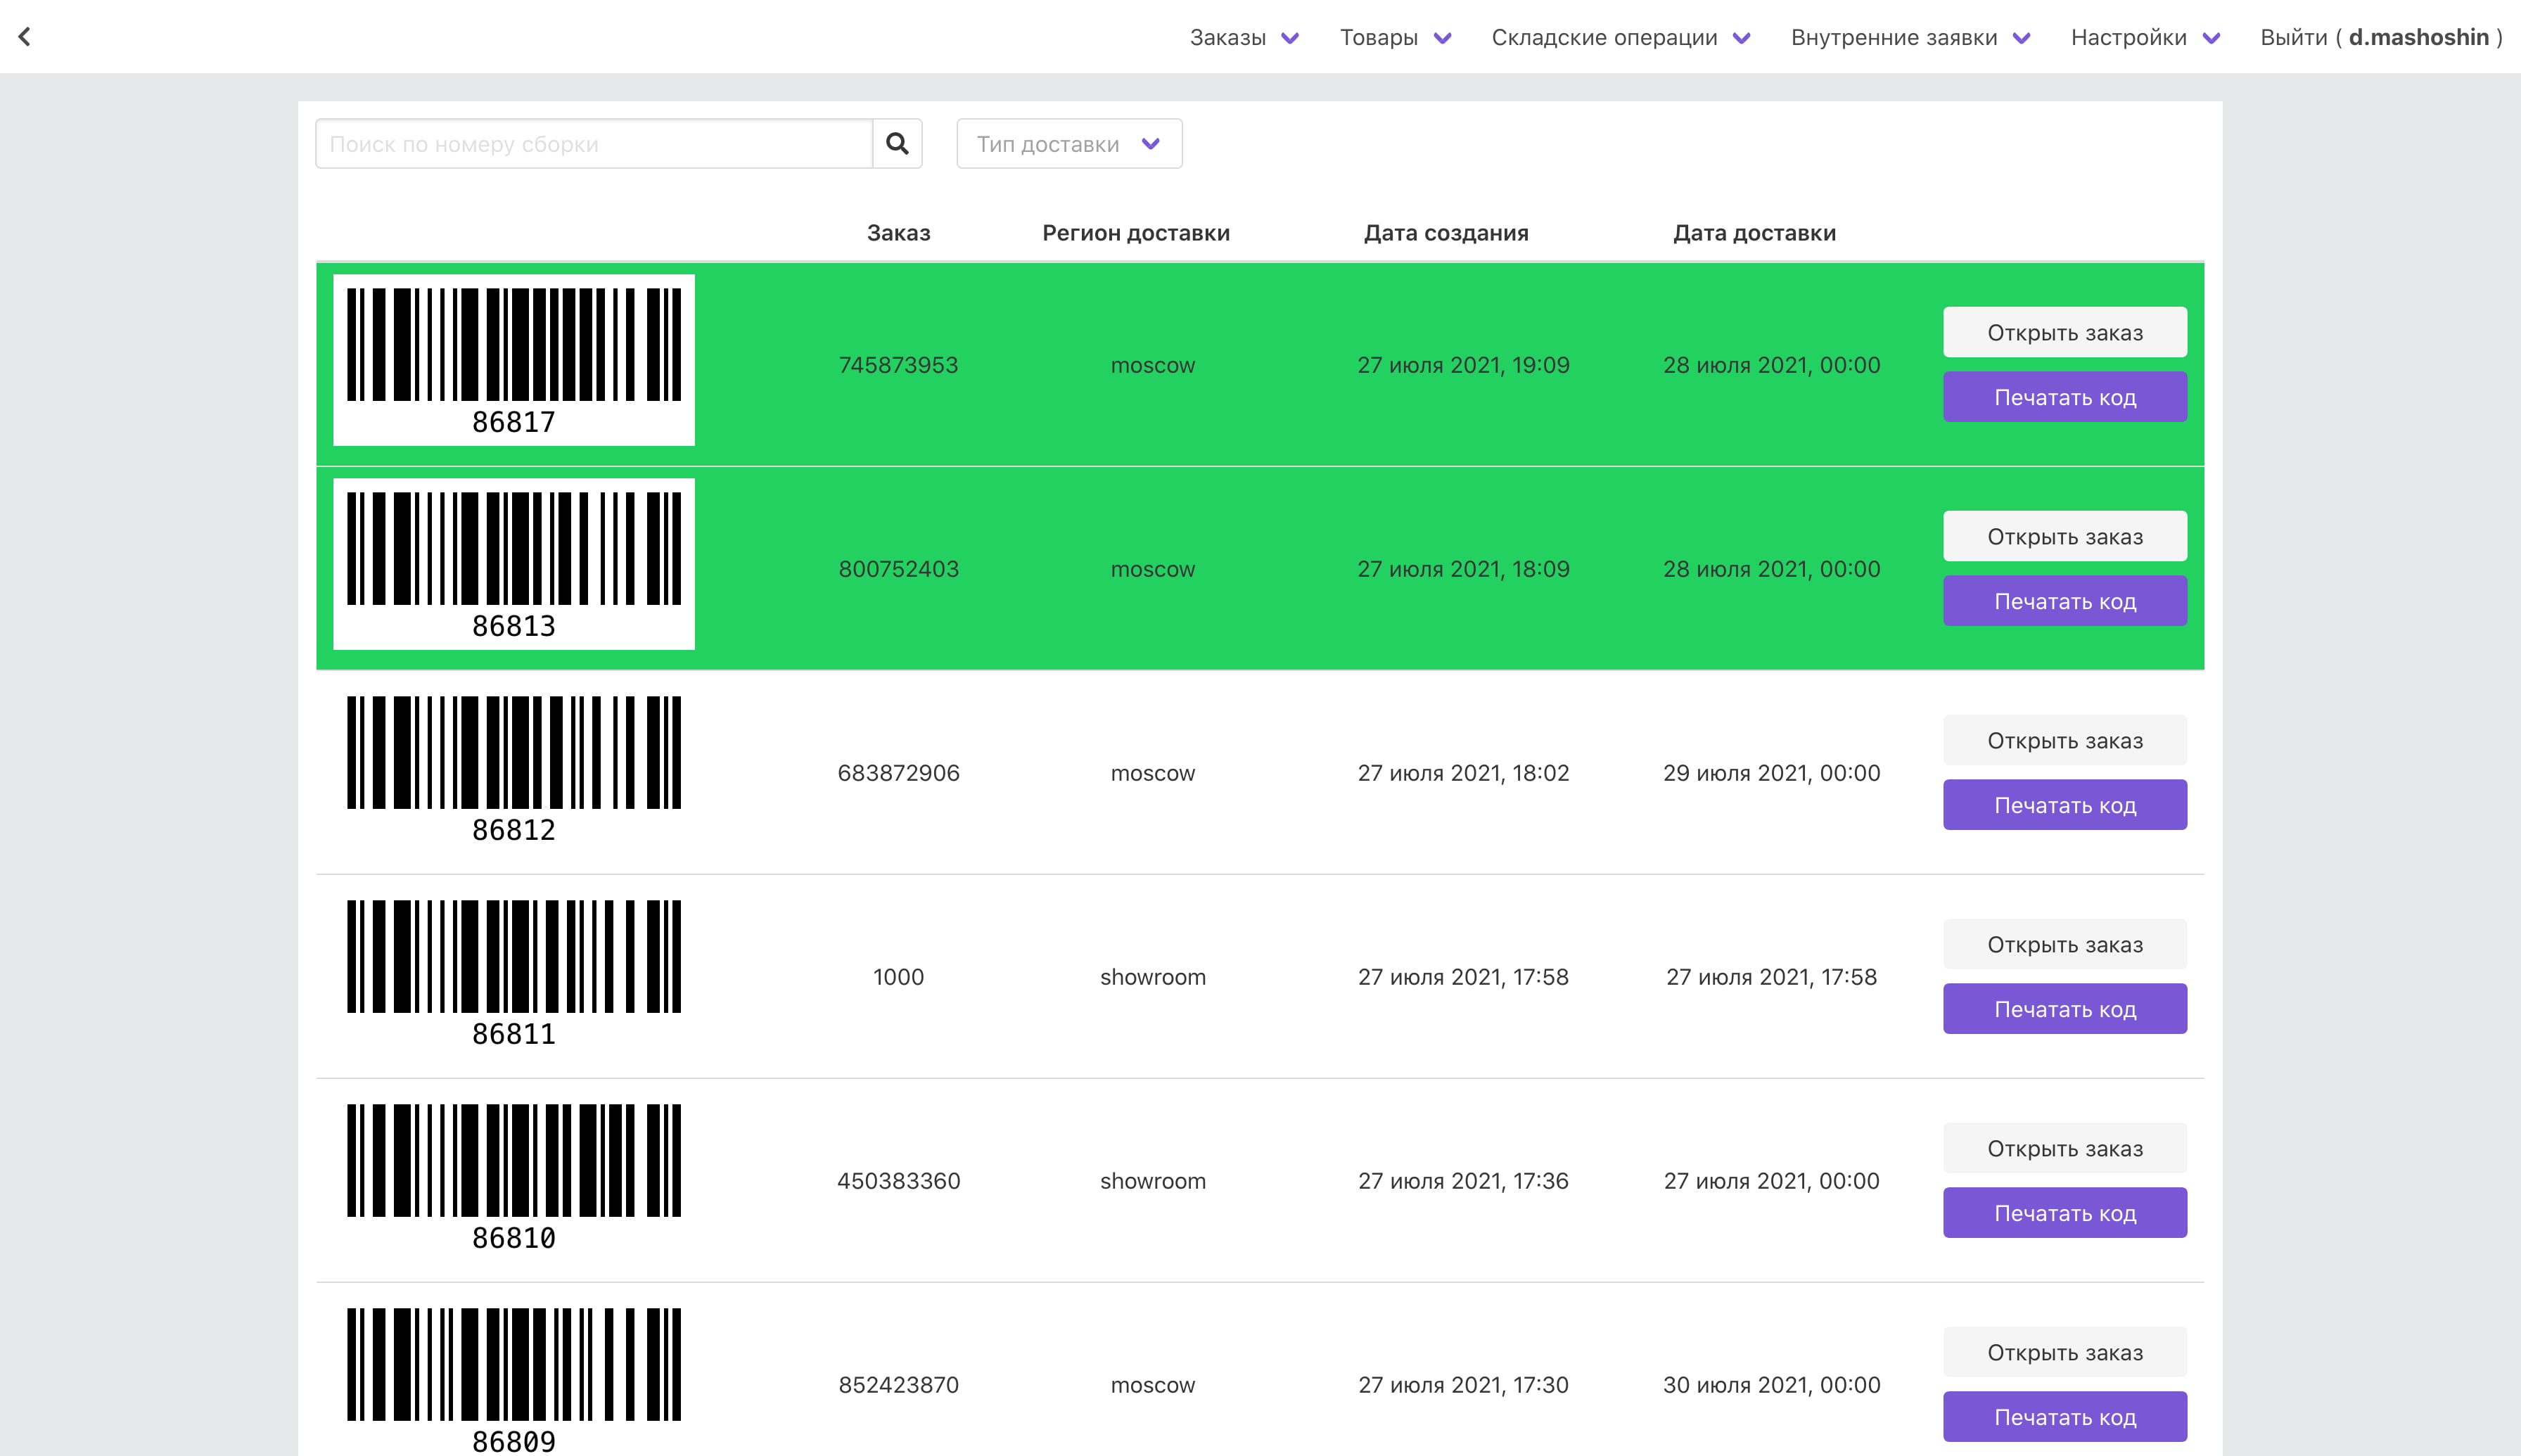 Заказы Товары Складские операции Внутренние заявки Настройки Выйти ( d.mashoshin )
Поиск по номеру сборки Тип доставки
Заказ Регион доставки Дата создания Дата доставки
86817 745873953 moscow 27 июля 2021, 19:09 28 июля 2021, 00:00 Открыть заказ
Печатать код
86813 800752403 moscow 27 июля 2021, 18:09 28 июля 2021, 00:00 Открыть заказ
Печатать код
86812 683872906 moscow 27 июля 2021, 18:02 29 июля 2021, 00:00 Открыть заказ
Печатать код
86811 1000 showroom 27 июля 2021, 17:58 27 июля 2021, 17:58 Открыть заказ
Печатать код
86810 450383360 showroom 27 июля 2021, 17:36 27 июля 2021, 00:00 Открыть заказ
Печатать код
86809 852423870 moscow 27 июля 2021, 17:30 30 июля 2021, 00:00 Открыть заказ
Печатать код